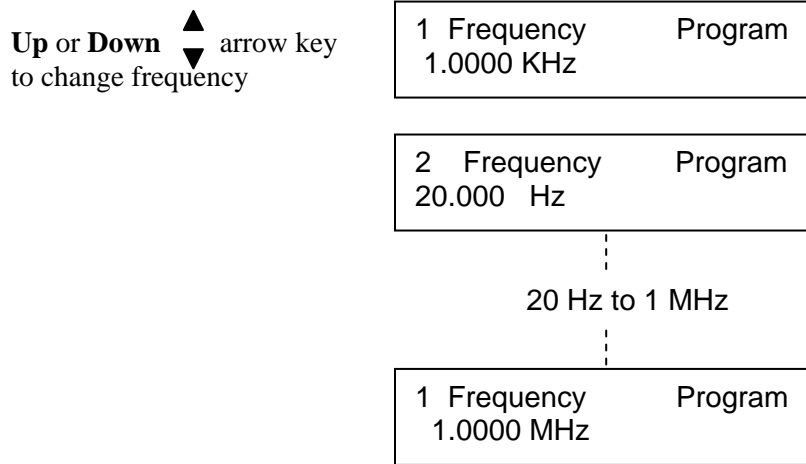 Up or Down arrow key
to change frequency
1 Frequency Program
1.0000 KHz
2 Frequency Program
20.000 Hz
20 Hz to 1 MHz
1 Frequency Program
1.0000 MHz